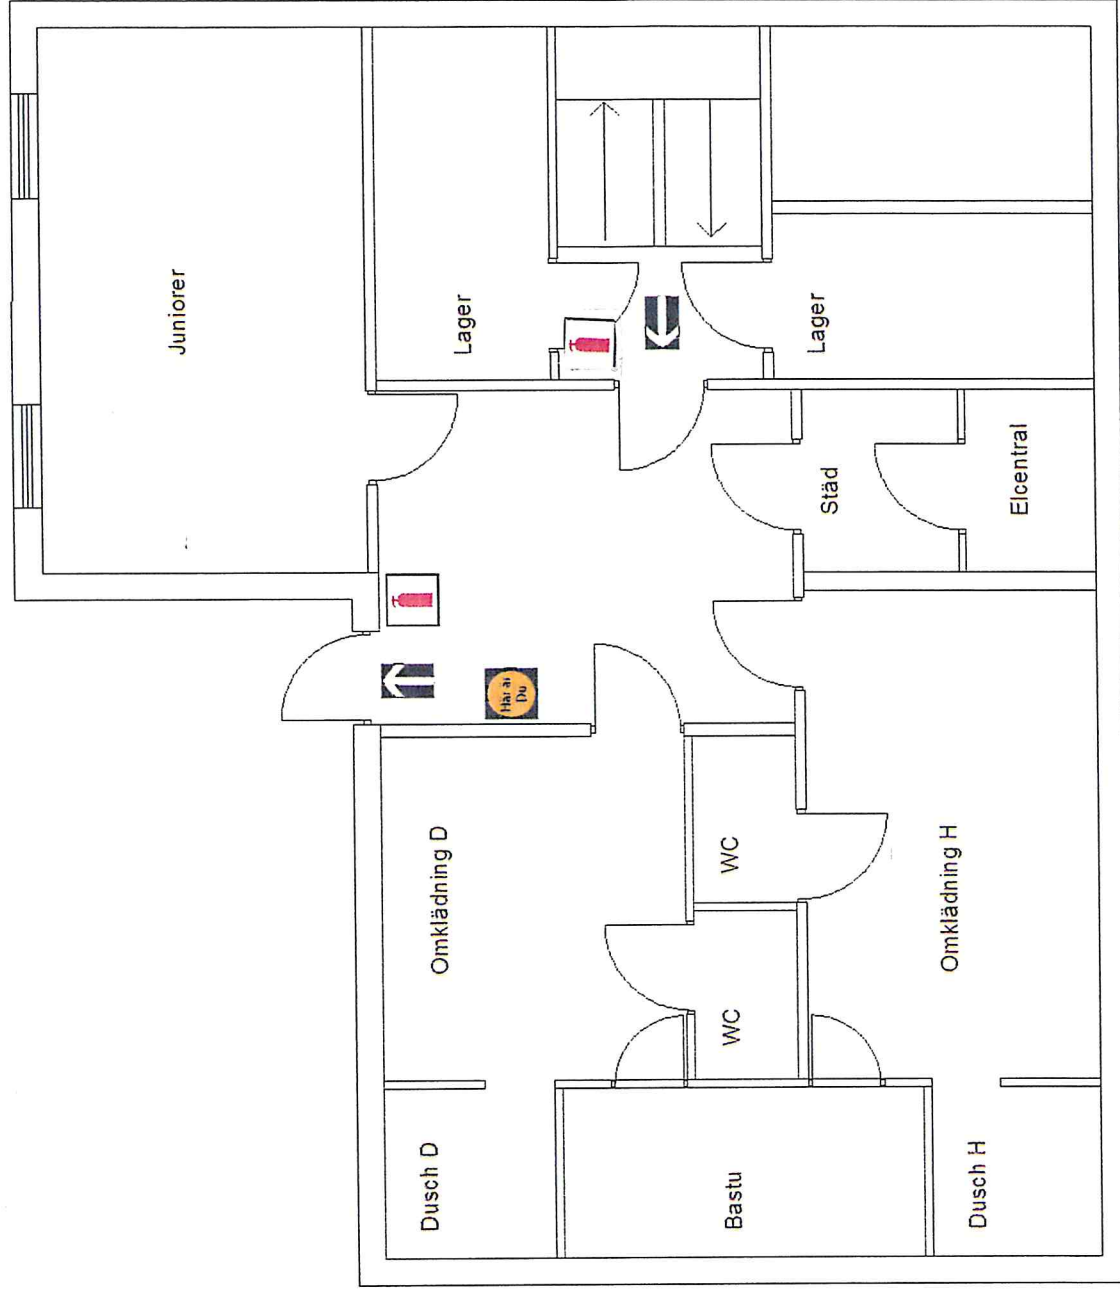 Juniorer
Lager
Lager
Städ
Elcentral
Här är
Du
Omklädning D
WC
Omklädning H
WC
Dusch D
Bastu
Dusch H